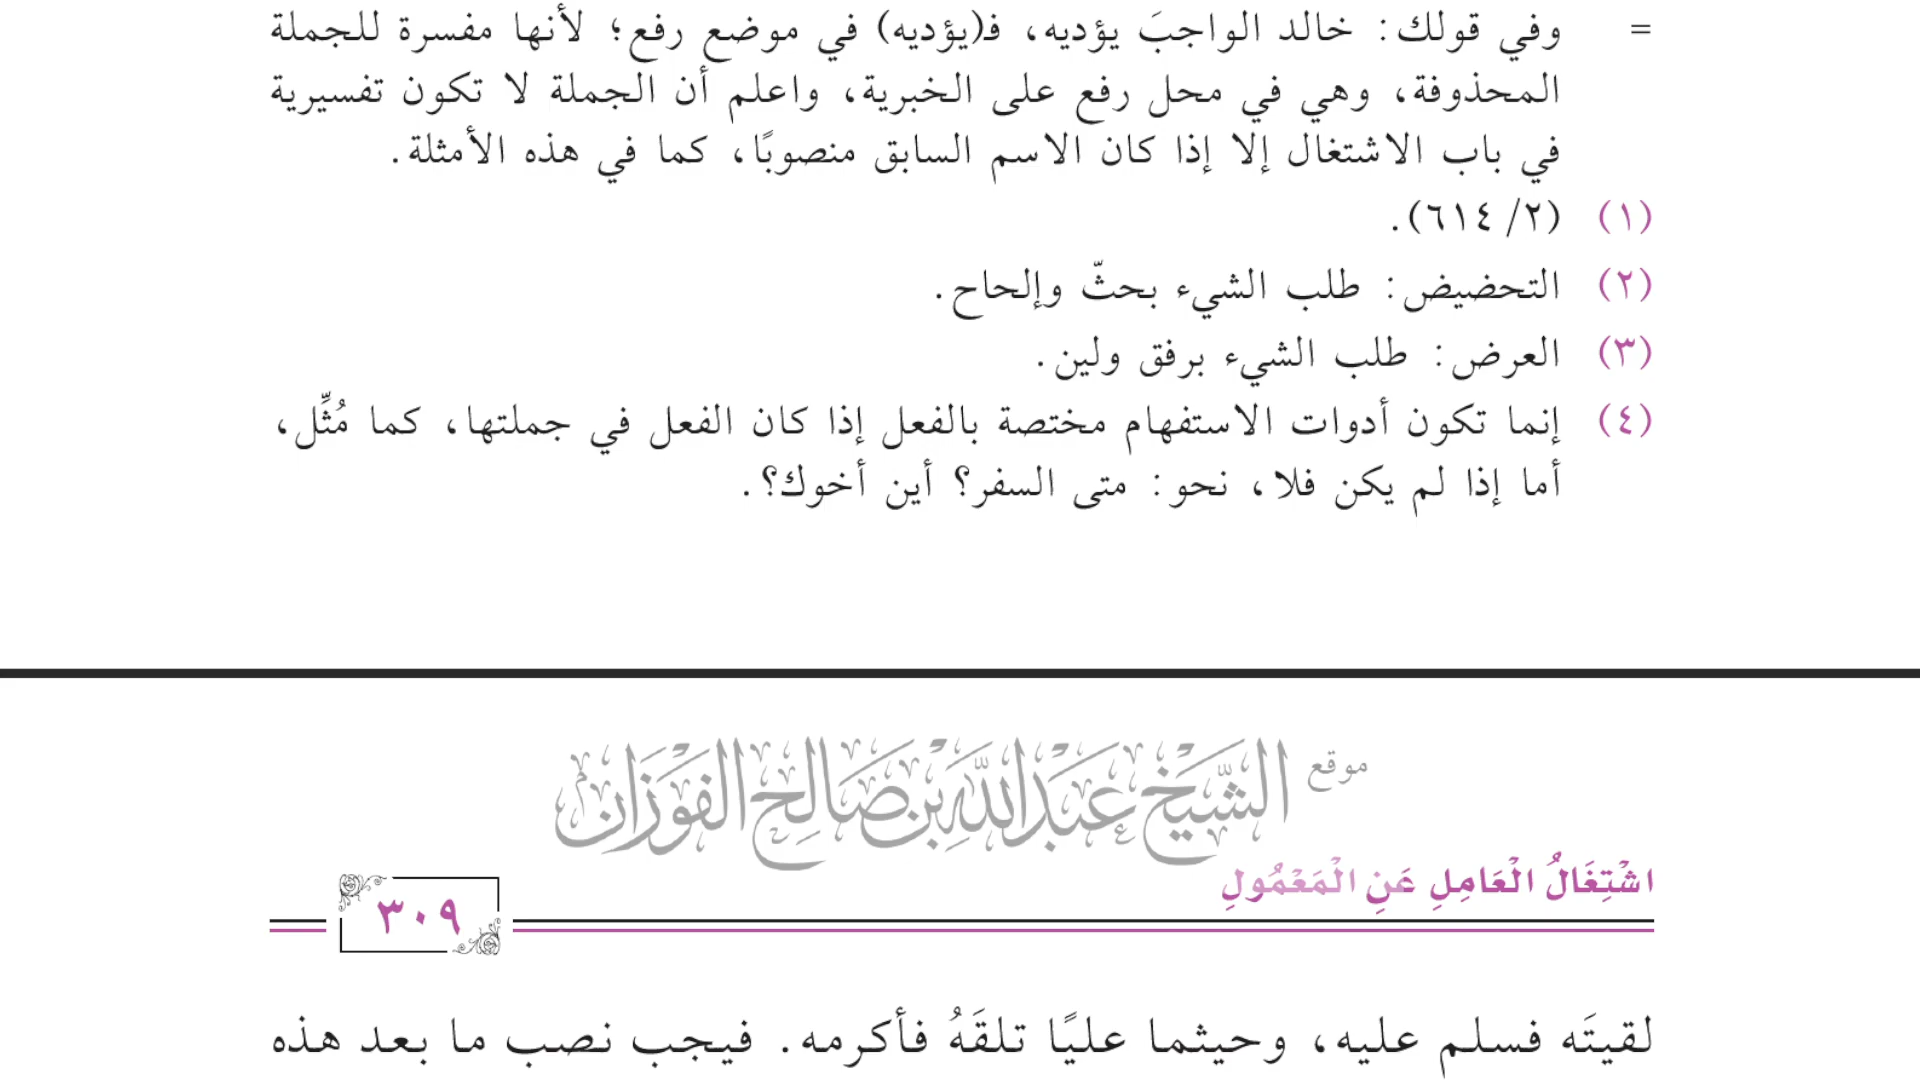 = وفي قولك: خالد الواجبَ يؤديه، فـ(يؤديه) في موضع رفع؛ لأنها مفسرة للجملة
المحذوفة، وهي في محل رفع على الخبرية، واعلم أن الجملة لا تكون تفسيرية
في باب الاشتغال إلا إذا كان الاسم السابق منصوبًا، كما في هذه الأمثلة.
(١) (٢/ ٦١٤).
(٢) التحضيض: طلب الشيء بحثّ وإلحاح.
(٣) العرض: طلب الشيء برفق ولين.
(٤) إنما تكون أدوات الاستفهام مختصة بالفعل إذا كان الفعل في جملتها، كما مُثِّل،
أما إذا لم يكن فلا، نحو: متى السفر؟ أين أخوك؟.
موقع الشَّيْخ عَبْدِ اللَّهِ بْن صَالِح الفَوْزَان
اشْتِغَالُ الْعَامِلِ عَنِ الْمَعْمُولِ
٣٠٩
لقيتَه فسلم عليه، وحيثما عليًا تلقَهُ فأكرمه. فيجب نصب ما بعد هذه